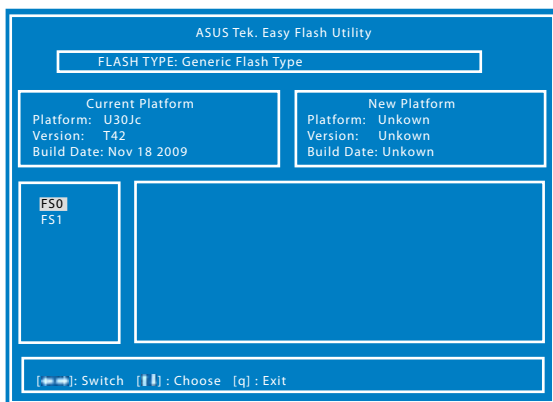 ASUS Tek. Easy Flash Utility
FLASH TYPE: Generic Flash Type
Current Platform
Platform: U30Jc
Version: T42
Build Date: Nov 18 2009
New Platform
Platform: Unkown
Version: Unkown
Build Date: Unkown
FS0
FS1
[←→]: Switch [↑↓] : Choose [q] : Exit